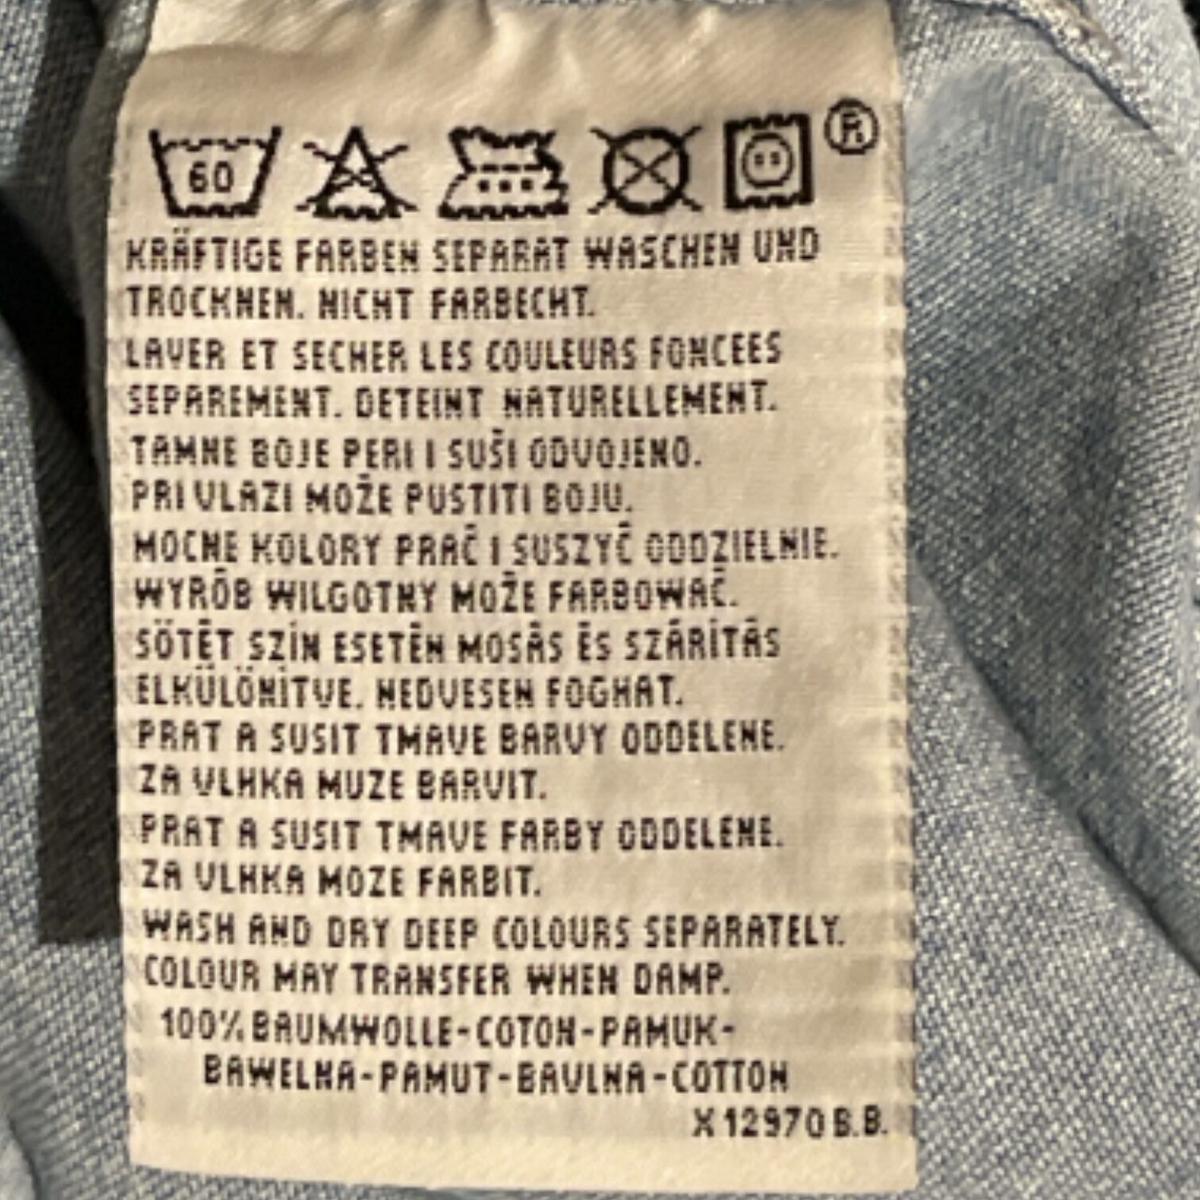 60
KRÄFTIGE FARBEN SEPARAT WASCHEN UND
TROCKNEN. NICHT FARBECHT.
LAVER ET SECHER LES COULEURS FONCEES
SEPAREMENT. DETEINT NATURELLEMENT.
TAMNE BOJE PERI I SUŠI ODVOJENO.
PRI VLAZI MOŽE PUSTITI BOJU.
MOCNE KOLORY PRAĆ I SUSZYĆ ODDZIELNIE.
WYRÓB WILGOTNY MOŻE FARBOWAĆ.
SÖTÉT SZÍN ESETÉN MOSÁS ÉS SZÁRÍTÁS
ELKÜLÖNÍTVE. NEDVESEN FOGHAT.
PRAT A SUSIT TMAVE BARVY ODDELENE.
ZA VLHKA MUZE BARVIT.
PRAT A SUSIT TMAVE FARBY ODDELENE.
ZA VLHKA MOZE FARBIT.
WASH AND DRY DEEP COLOURS SEPARATELY.
COLOUR MAY TRANSFER WHEN DAMP.
100% BAUMWOLLE-COTON-PAMUK-
BAWELNA-PAMUT-BAVLNA-COTTON
X12970 B.B.